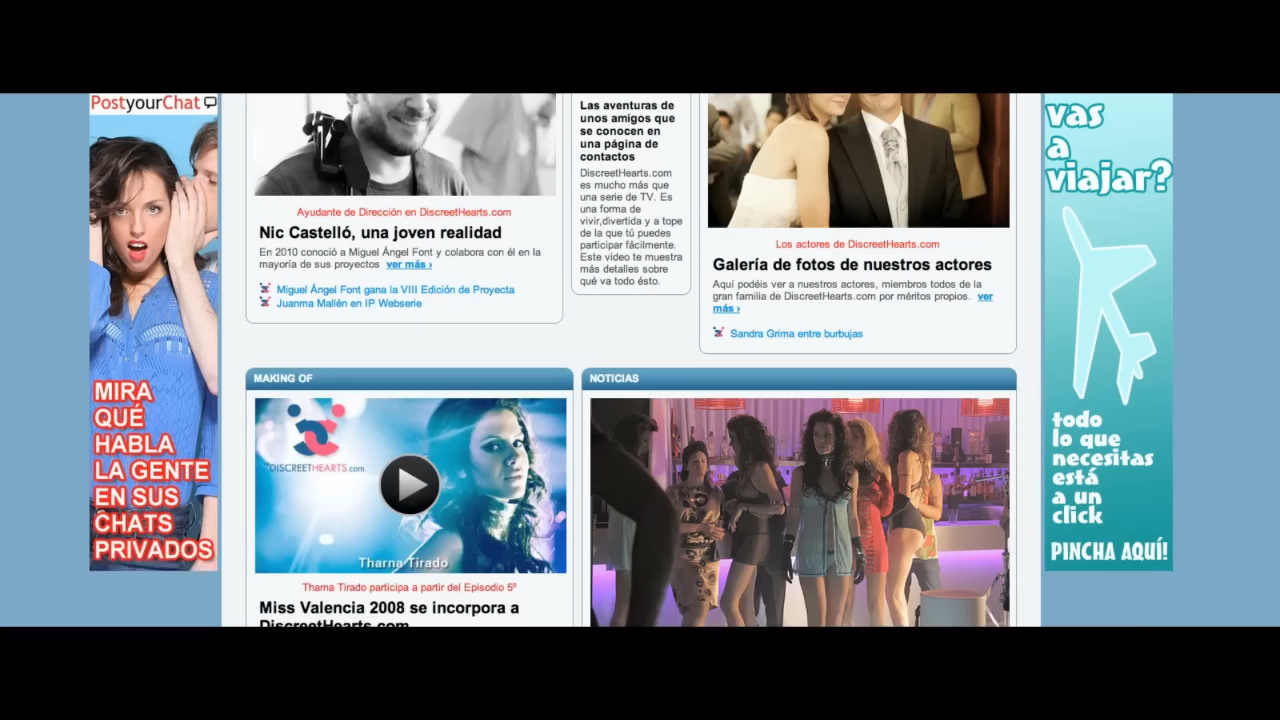 PostyourChat
MIRA
QUÉ
HABLA
LA GENTE
EN SUS
CHATS
PRIVADOS
Ayudante de Dirección en DiscreetHearts.com
Nic Castelló, una joven realidad
En 2010 conoció a Miguel Ángel Font y colabora con él en la
mayoría de sus proyectos ver más ›
Miguel Ángel Font gana la VIII Edición de Proyecta
Juanma Mallén en IP Webserie
Las aventuras de
unos amigos que
se conocen en
una página de
contactos
DiscreetHearts.com
es mucho más que
una serie de TV. Es
una forma de
vivir,divertida y a tope
de la que tú puedes
participar fácilmente.
Este video te muestra
más detalles sobre
qué va todo ésto.
Los actores de DiscreetHearts.com
Galería de fotos de nuestros actores
Aquí podéis ver a nuestros actores, miembros todos de la
gran familia de DiscreetHearts.com por méritos propios. ver
más ›
Sandra Grima entre burbujas
MAKING OF
DISCREETHEARTS.com
Tharna Tirado
Tharna Tirado participa a partir del Episodio 5º
Miss Valencia 2008 se incorpora a
DiscreetHearts.com
NOTICIAS
vas
a
viajar?
todo
lo que
necesitas
está
a un
click
PINCHA AQUÍ!